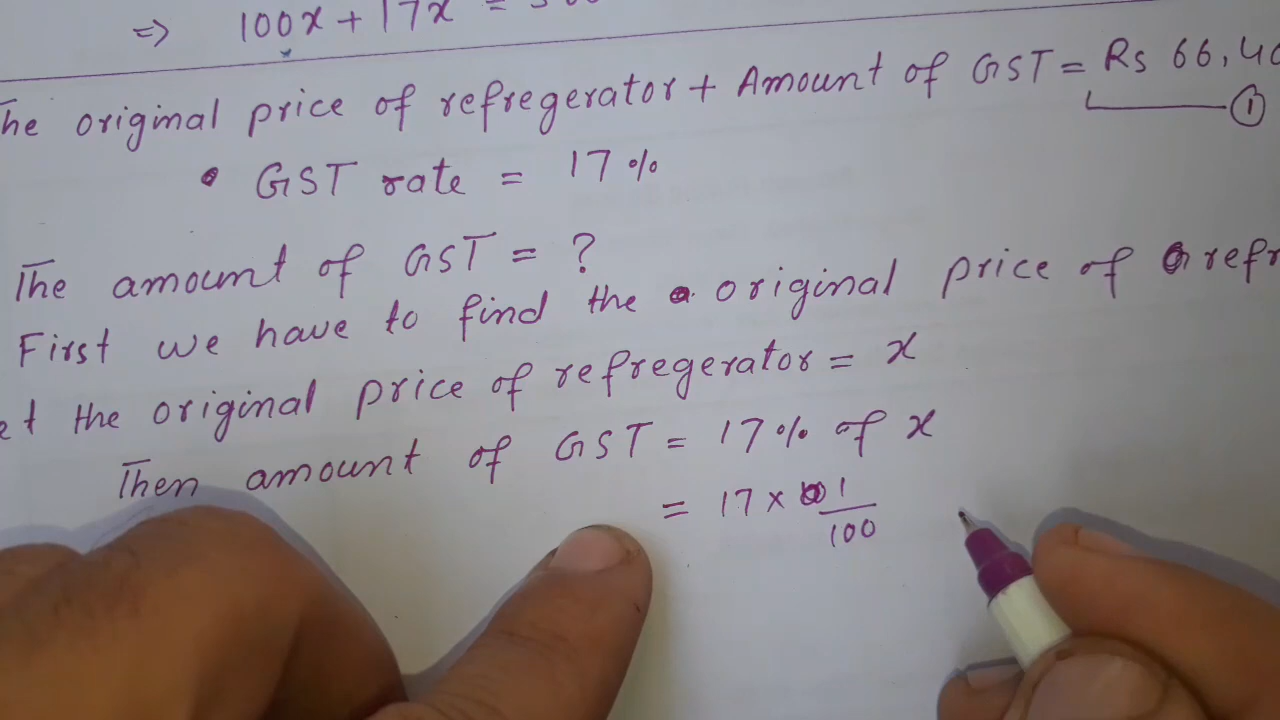 => 100x + 17x =
he original price of refregerator + Amount of GST = Rs 66,40
①
• GST rate = 17%
The amount of GST = ?
First we have to find the original price of refr
et the original price of refregerator = x
Then amount of GST = 17% of x
= 17 × 1/100